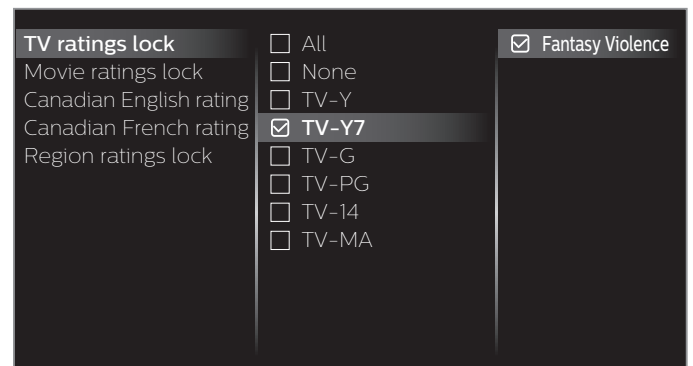 TV ratings lock
Movie ratings lock
Canadian English rating
Canadian French rating
Region ratings lock
All
None
TV-Y
TV-Y7
TV-G
TV-PG
TV-14
TV-MA
Fantasy Violence